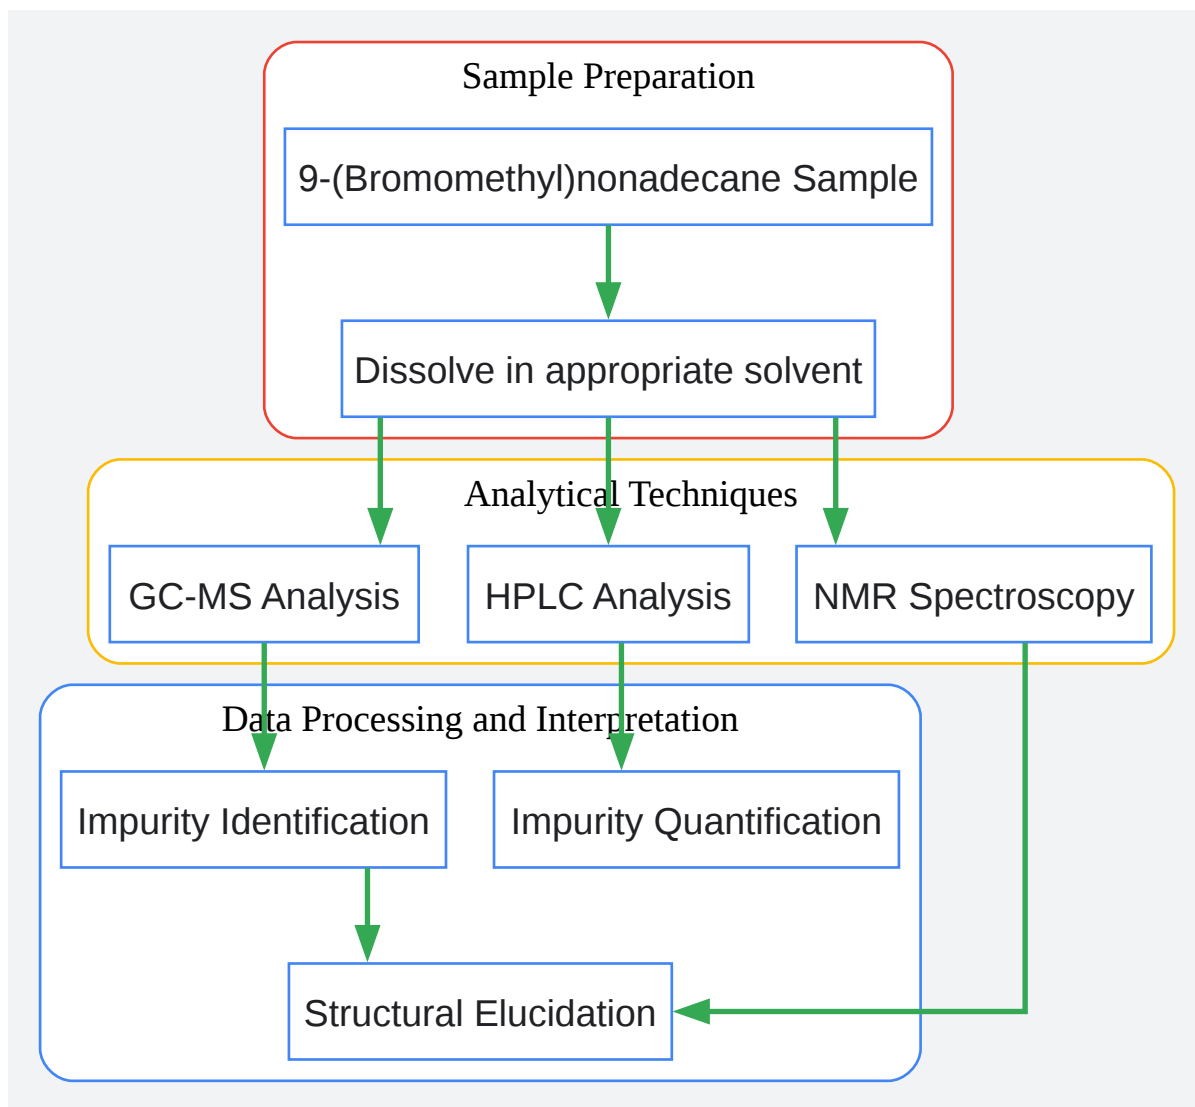 Sample Preparation
9-(Bromomethyl)nonadecane Sample
Dissolve in appropriate solvent
Analytical Techniques
GC-MS Analysis
HPLC Analysis
NMR Spectroscopy
Data Processing and Interpretation
Impurity Identification
Impurity Quantification
Structural Elucidation